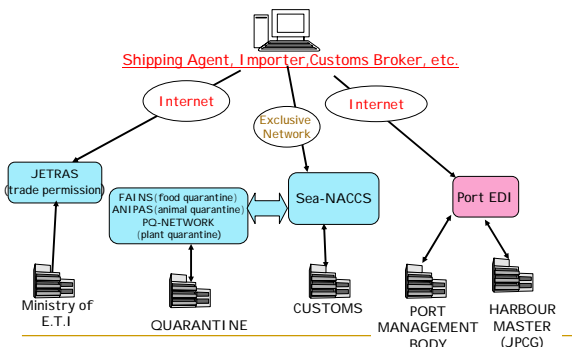 Shipping Agent, Importer,Customs Broker, etc.
Internet
Exclusive
Network
Internet
JETRAS
(trade permission)
FAINS(food quarantine)
ANIPAS(animal quarantine)
PQ-NETWORK
(plant quarantine)
Sea-NACCS
Port EDI
Ministry of
E.T.I
QUARANTINE
CUSTOMS
PORT
MANAGEMENT
BODY
HARBOUR
MASTER
(JPCG)